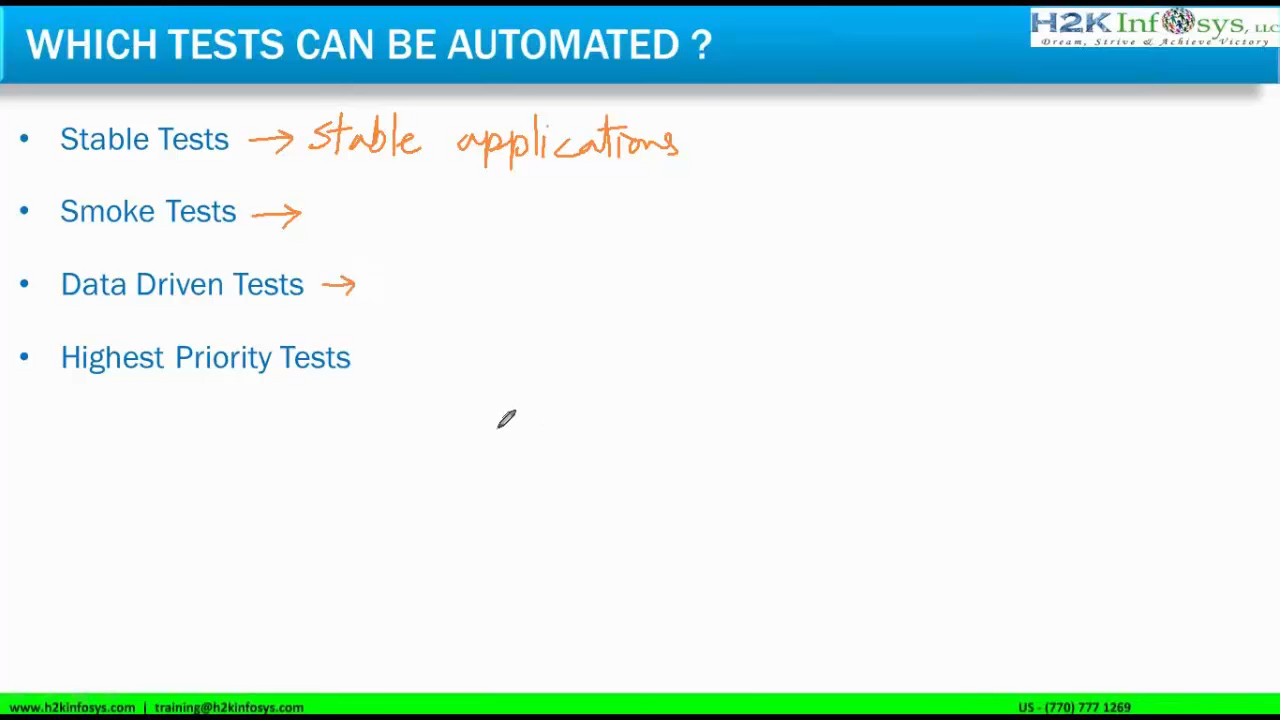 WHICH TESTS CAN BE AUTOMATED ?
H2K Infosys, LLC
Dream, Strive & Achieve Victory
• Stable Tests → stable applications
• Smoke Tests →
• Data Driven Tests →
• Highest Priority Tests
www.h2kinfosys.com | training@h2kinfosys.com
US - (770) 777 1269